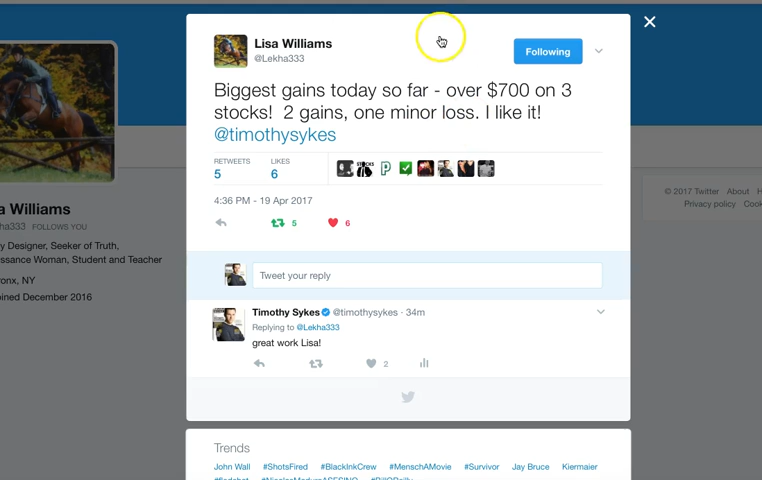 Lisa Williams
@Lekha333
Following
Biggest gains today so far - over $700 on 3
stocks!  2 gains, one minor loss. I like it!
@timothysykes
RETWEETS LIKES
5 6
4:36 PM - 19 Apr 2017
5 6
Tweet your reply
Timothy Sykes @timothysykes · 34m
Replying to @Lekha333
great work Lisa!
2
Trends
John Wall #ShotsFired #BlackInkCrew #MenschAMovie #Survivor Jay Bruce Kiermaier
a Williams
ha333 FOLLOWS YOU
y Designer, Seeker of Truth,
ssance Woman, Student and Teacher
ronx, NY
ined December 2016
© 2017 Twitter About
Privacy policy